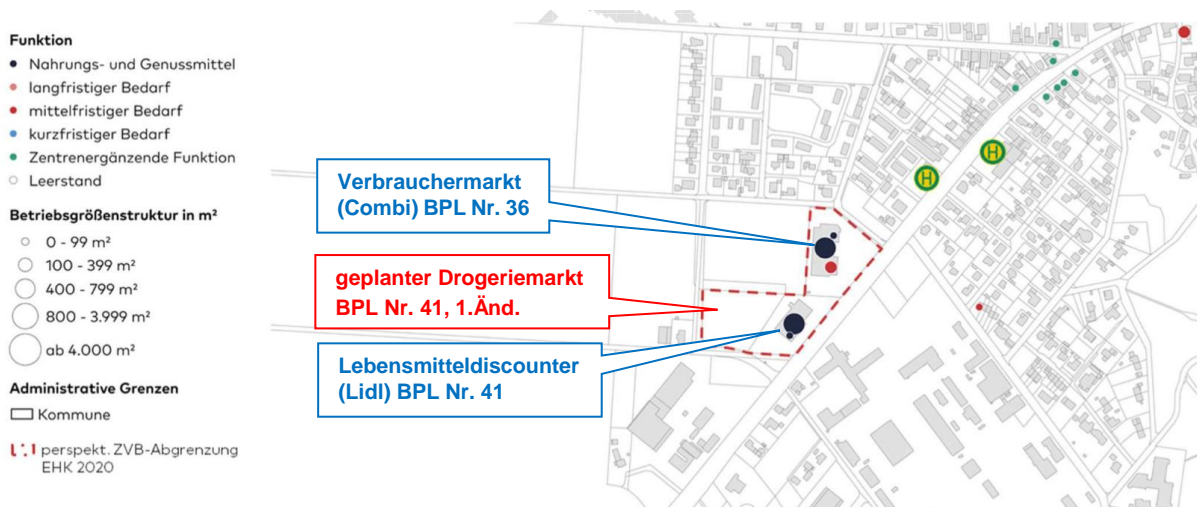 Funktion
Nahrungs- und Genussmittel
langfristiger Bedarf
mittelfristiger Bedarf
kurzfristiger Bedarf
Zentrenergänzende Funktion
Leerstand
Betriebsgrößenstruktur in m²
0 - 99 m²
100 - 399 m²
400 - 799 m²
800 - 3.999 m²
ab 4.000 m²
Administrative Grenzen
Kommune
perspekt. ZVB-Abgrenzung
EHK 2020
Verbrauchermarkt
(Combi) BPL Nr. 36
geplanter Drogeriemarkt
BPL Nr. 41, 1.Änd.
Lebensmitteldiscounter
(Lidl) BPL Nr. 41
H
H